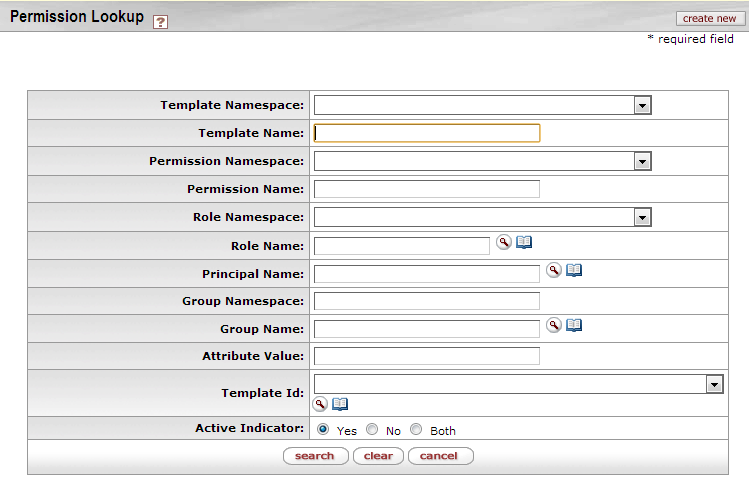 Permission Lookup ?
create new
* required field
Template Namespace:
Template Name:
Permission Namespace:
Permission Name:
Role Namespace:
Role Name:
Principal Name:
Group Namespace:
Group Name:
Attribute Value:
Template Id:
Active Indicator: Yes No Both
search clear cancel